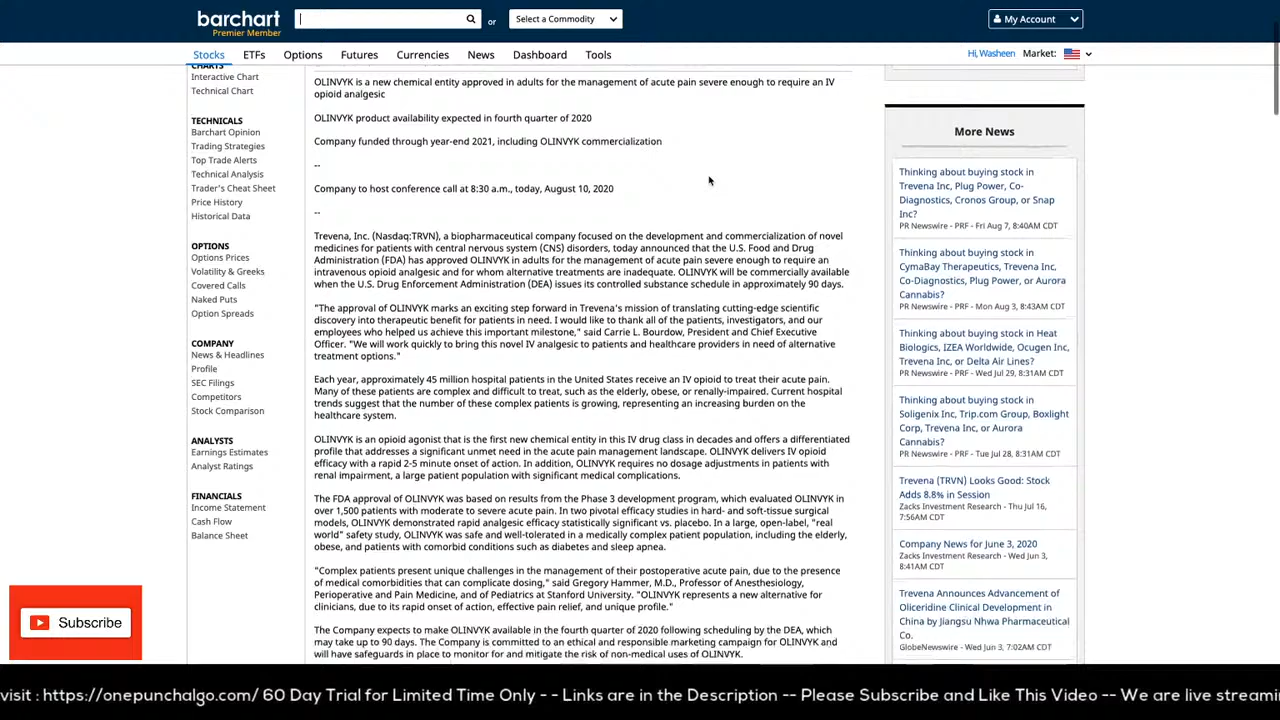 barchart
Premier Member
or
Select a Commodity
My Account
Stocks
ETFs
Options
Futures
Currencies
News
Dashboard
Tools
Hi, Washeen
Market:
CHARTS
Interactive Chart
Technical Chart
TECHNICALS
Barchart Opinion
Trading Strategies
Top Trade Alerts
Technical Analysis
Trader's Cheat Sheet
Price History
Historical Data
OPTIONS
Options Prices
Volatility & Greeks
Covered Calls
Naked Puts
Option Spreads
COMPANY
News & Headlines
Profile
SEC Filings
Competitors
Stock Comparison
ANALYSTS
Earnings Estimates
Analyst Ratings
FINANCIALS
Income Statement
Cash Flow
Balance Sheet
OLINVYK is a new chemical entity approved in adults for the management of acute pain severe enough to require an IV
opioid analgesic
OLINVYK product availability expected in fourth quarter of 2020
Company funded through year-end 2021, including OLINVYK commercialization
--
Company to host conference call at 8:30 a.m., today, August 10, 2020
--
Trevena, Inc. (Nasdaq:TRVN), a biopharmaceutical company focused on the development and commercialization of novel
medicines for patients with central nervous system (CNS) disorders, today announced that the U.S. Food and Drug
Administration (FDA) has approved OLINVYK in adults for the management of acute pain severe enough to require an
intravenous opioid analgesic and for whom alternative treatments are inadequate. OLINVYK will be commercially available
when the U.S. Drug Enforcement Administration (DEA) issues its controlled substance schedule in approximately 90 days.
"The approval of OLINVYK marks an exciting step forward in Trevena's mission of translating cutting-edge scientific
discovery into therapeutic benefit for patients in need. I would like to thank all of the patients, investigators, and our
employees who helped us achieve this important milestone," said Carrie L. Bourdow, President and Chief Executive
Officer. "We will work quickly to bring this novel IV analgesic to patients and healthcare providers in need of alternative
treatment options."
Each year, approximately 45 million hospital patients in the United States receive an IV opioid to treat their acute pain.
Many of these patients are complex and difficult to treat, such as the elderly, obese, or renally-impaired. Current hospital
trends suggest that the number of these complex patients is growing, representing an increasing burden on the
healthcare system.
OLINVYK is an opioid agonist that is the first new chemical entity in this IV drug class in decades and offers a differentiated
profile that addresses a significant unmet need in the acute pain management landscape. OLINVYK delivers IV opioid
efficacy with a rapid 2-5 minute onset of action. In addition, OLINVYK requires no dosage adjustments in patients with
renal impairment, a large patient population with significant medical complications.
The FDA approval of OLINVYK was based on results from the Phase 3 development program, which evaluated OLINVYK in
over 1,500 patients with moderate to severe acute pain. In two pivotal efficacy studies in hard- and soft-tissue surgical
models, OLINVYK demonstrated rapid analgesic efficacy statistically significant vs. placebo. In a large, open-label, "real
world" safety study, OLINVYK was safe and well-tolerated in a medically complex patient population, including the elderly,
obese, and patients with comorbid conditions such as diabetes and sleep apnea.
"Complex patients present unique challenges in the management of their postoperative acute pain, due to the presence
of medical comorbidities that can complicate dosing," said Gregory Hammer, M.D., Professor of Anesthesiology,
Perioperative and Pain Medicine, and of Pediatrics at Stanford University. "OLINVYK represents a new alternative for
clinicians, due to its rapid onset of action, effective pain relief, and unique profile."
The Company expects to make OLINVYK available in the fourth quarter of 2020 following scheduling by the DEA, which
may take up to 90 days. The Company is committed to an ethical and responsible marketing campaign for OLINVYK and
will have safeguards in place to monitor for and mitigate the risk of non-medical uses of OLINVYK.
More News
Thinking about buying stock in
Trevena Inc, Plug Power, Co-
Diagnostics, Cronos Group, or Snap
Inc?
PR Newswire - PRF - Fri Aug 7, 8:40AM CDT
Thinking about buying stock in
CymaBay Therapeutics, Trevena Inc,
Co-Diagnostics, Plug Power, or Aurora
Cannabis?
PR Newswire - PRF - Mon Aug 3, 8:43AM CDT
Thinking about buying stock in Heat
Biologics, IZEA Worldwide, Ocugen Inc,
Trevena Inc, or Delta Air Lines?
PR Newswire - PRF - Wed Jul 29, 8:31AM CDT
Thinking about buying stock in
Soligenix Inc, Trip.com Group, Boxlight
Corp, Trevena Inc, or Aurora
Cannabis?
PR Newswire - PRF - Tue Jul 28, 8:31AM CDT
Trevena (TRVN) Looks Good: Stock
Adds 8.8% in Session
Zacks Investment Research - Thu Jul 16,
7:56AM CDT
Company News for June 3, 2020
Zacks Investment Research - Wed Jun 3,
8:41AM CDT
Trevena Announces Advancement of
Oliceridine Clinical Development in
China by Jiangsu Nhwa Pharmaceutical
Co.
GlobeNewswire - Wed Jun 3, 7:02AM CDT
Subscribe
visit : https://onepunchalgo.com/ 60 Day Trial for Limited Time Only - - Links are in the Description -- Please Subscribe and Like This Video -- We are live streami